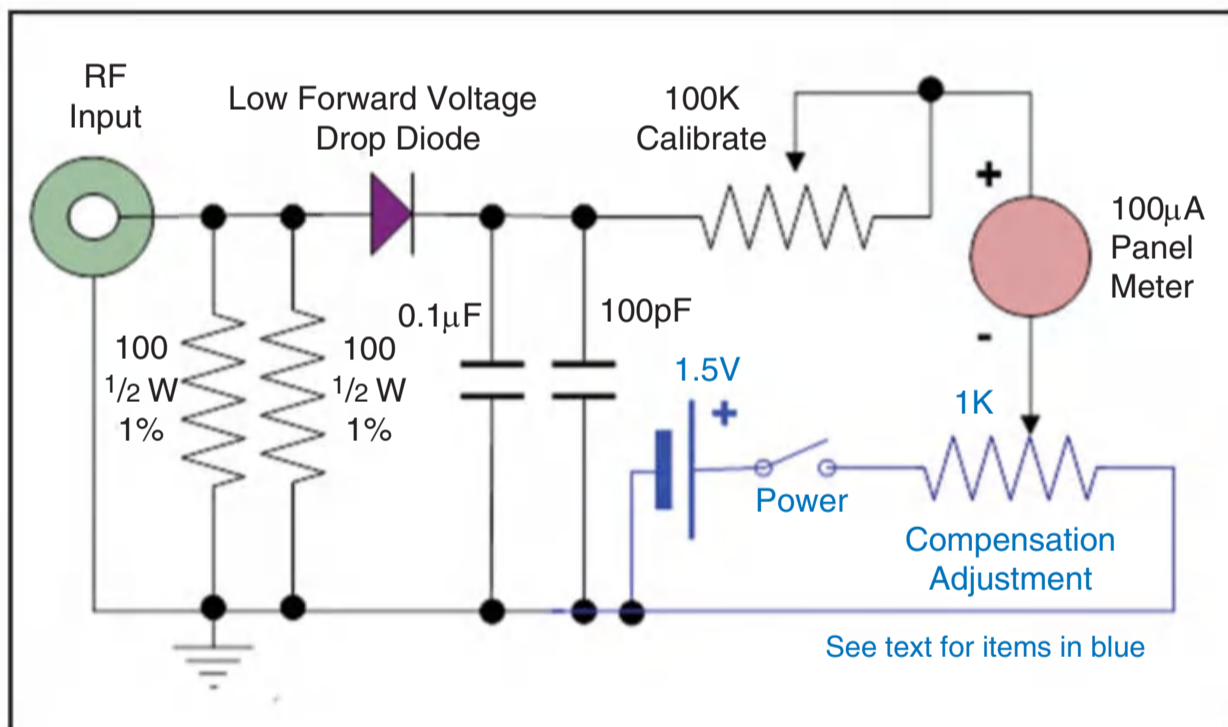 RF
Input
Low Forward Voltage
Drop Diode
100K
Calibrate
+
100µA
Panel
Meter
-
100
1/2 W
1%
100
1/2 W
1%
0.1µF
100pF
1.5V
+
Power
1K
Compensation
Adjustment
See text for items in blue